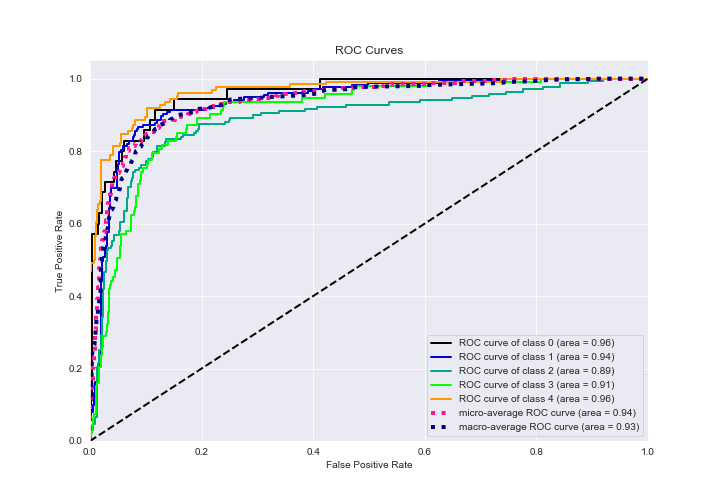 ROC Curves
True Positive Rate
1.0
0.8
0.6
0.4
0.2
0.0
ROC curve of class 0 (area = 0.96)
ROC curve of class 1 (area = 0.94)
ROC curve of class 2 (area = 0.89)
ROC curve of class 3 (area = 0.91)
ROC curve of class 4 (area = 0.96)
micro-average ROC curve (area = 0.94)
macro-average ROC curve (area = 0.93)
0.0 0.2 0.4 0.6 0.8 1.0
False Positive Rate